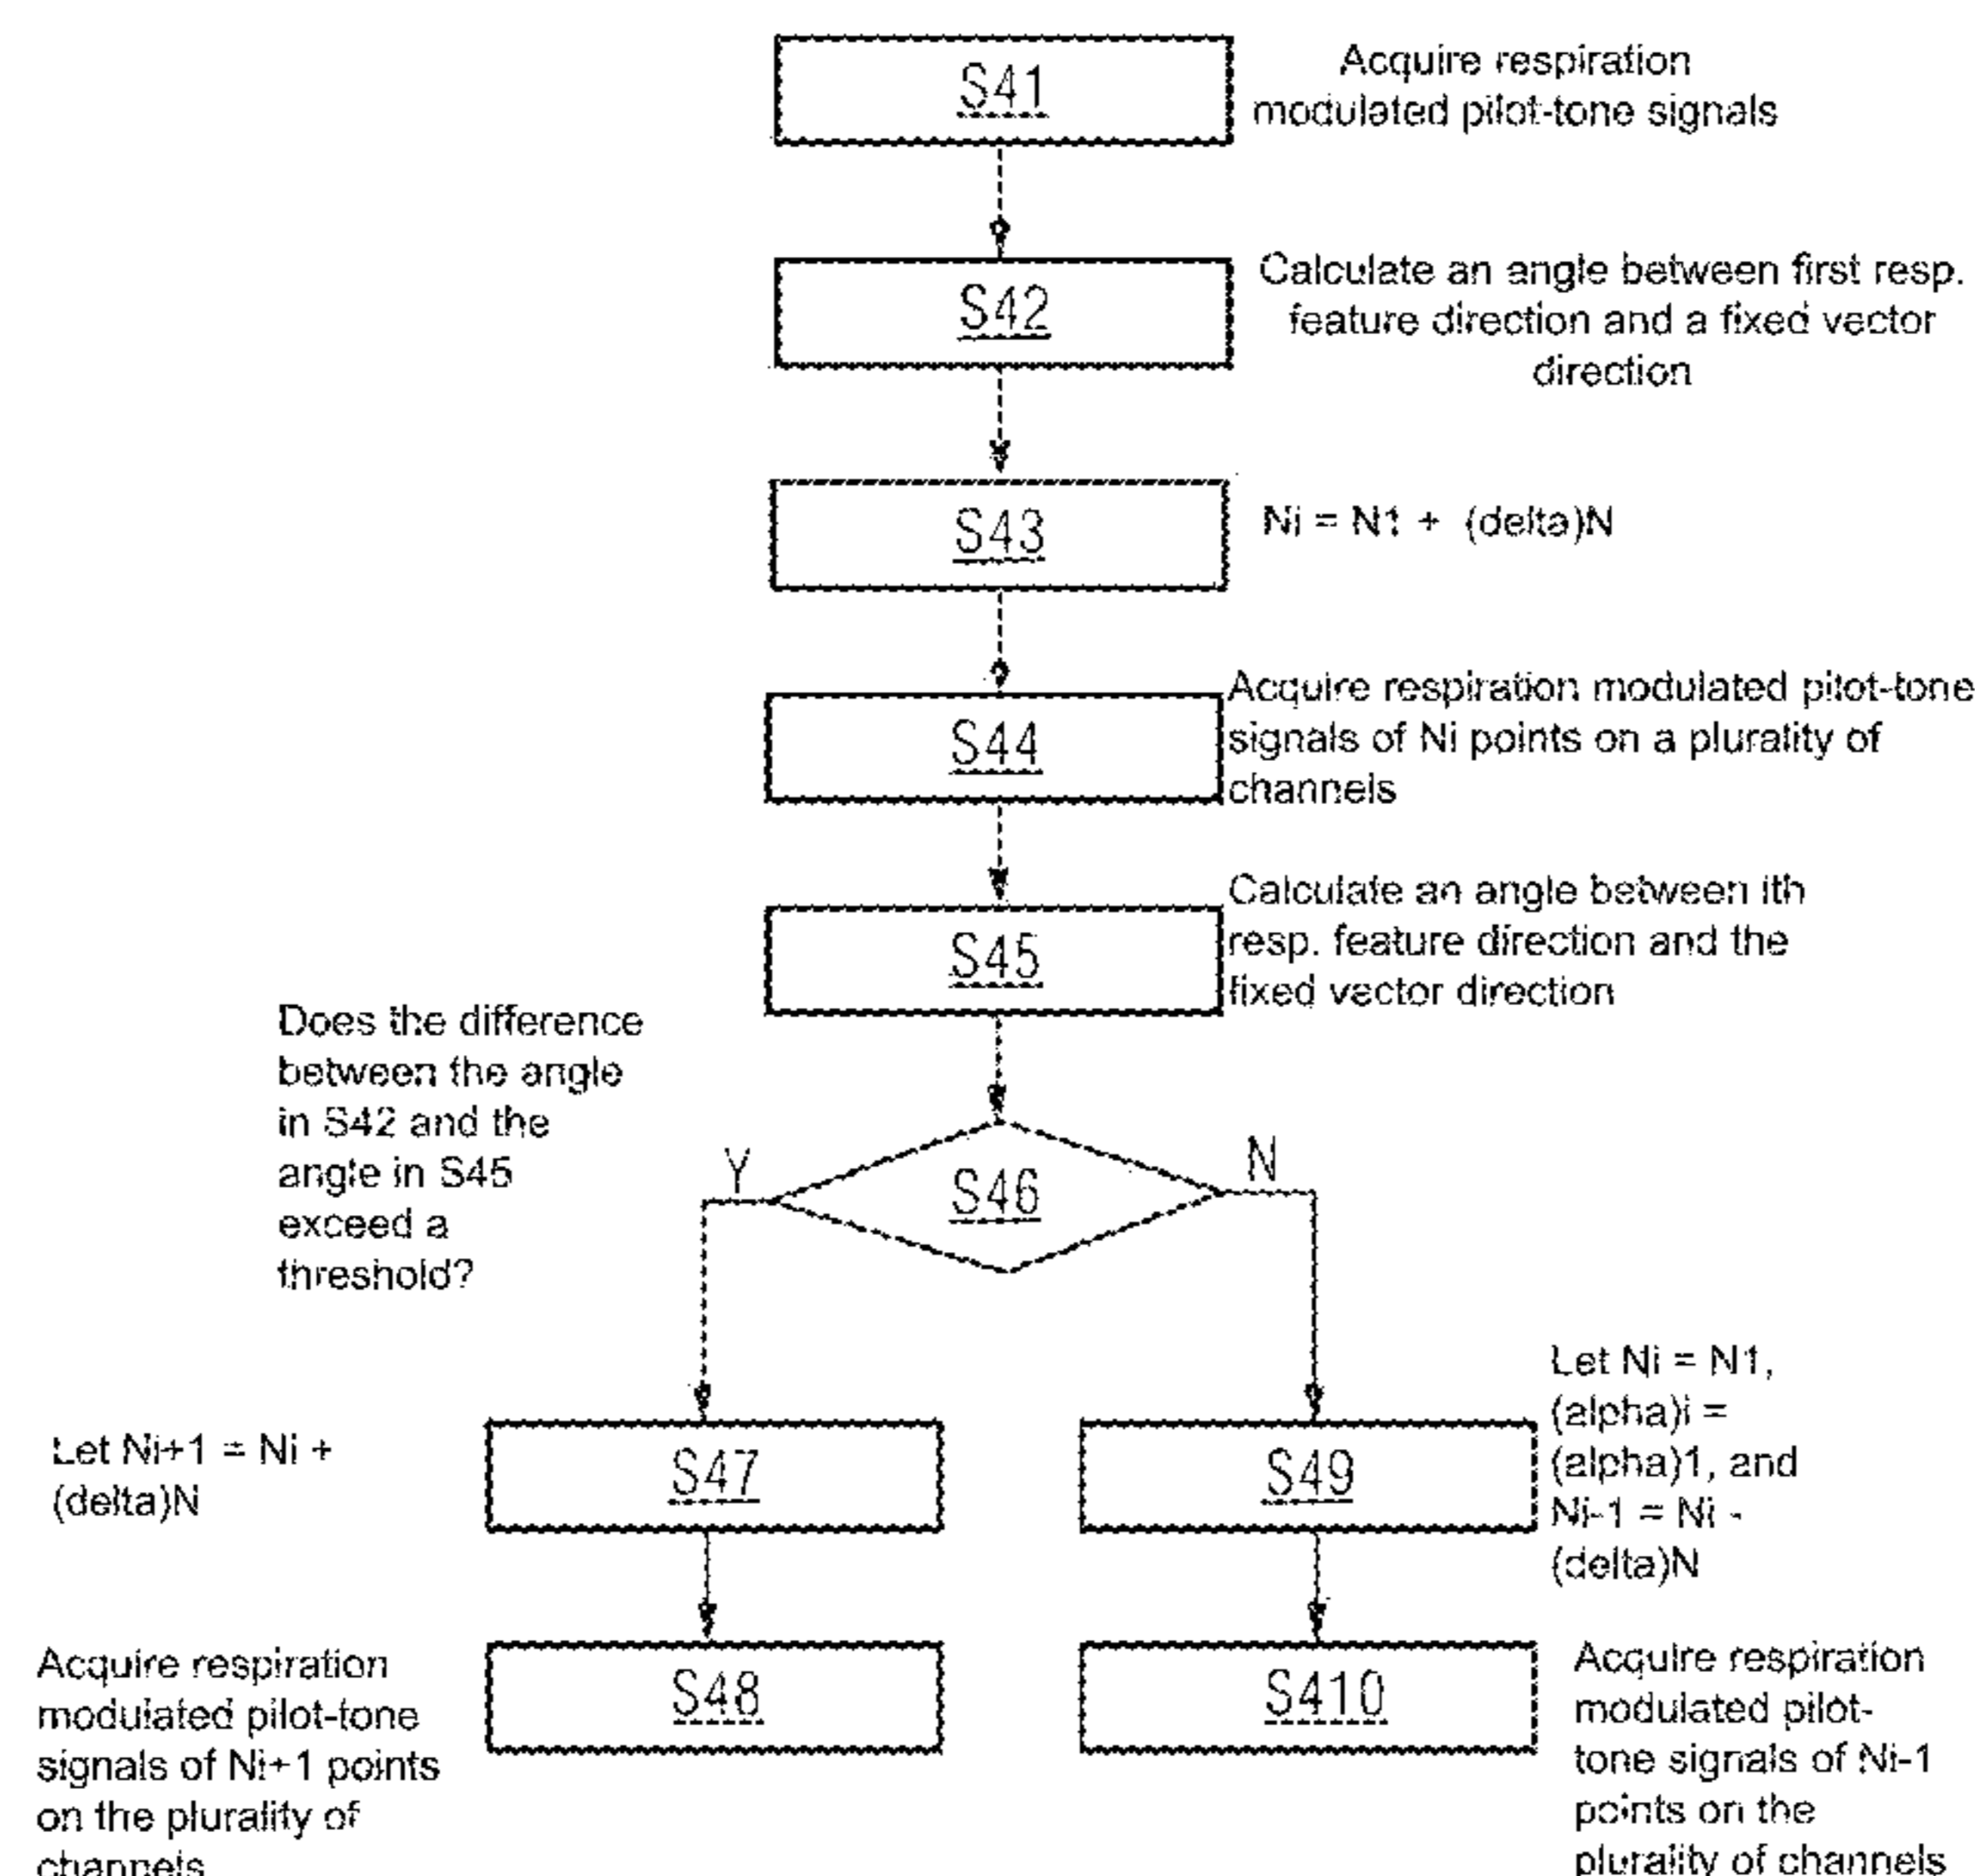 S41
Acquire respiration
modulated pilot-tone signals
S42
Calculate an angle between first resp.
feature direction and a fixed vector
direction
S43
Ni = N1 + (delta)N
S44
Acquire respiration modulated pilot-tone
signals of Ni points on a plurality of
channels
S45
Calculate an angle between ith
resp. feature direction and the
fixed vector direction
Does the difference
between the angle
in S42 and the
angle in S45
exceed a
threshold?
Y
S46
N
Let Ni+1 = Ni +
(delta)N
S47
S49
Let Ni = N1,
(alpha)i =
(alpha)1, and
Ni-1 = Ni -
(delta)N
Acquire respiration
modulated pilot-tone
signals of Ni+1 points
on the plurality of
channels
S48
S410
Acquire respiration
modulated pilot-
tone signals of Ni-1
points on the
plurality of channels